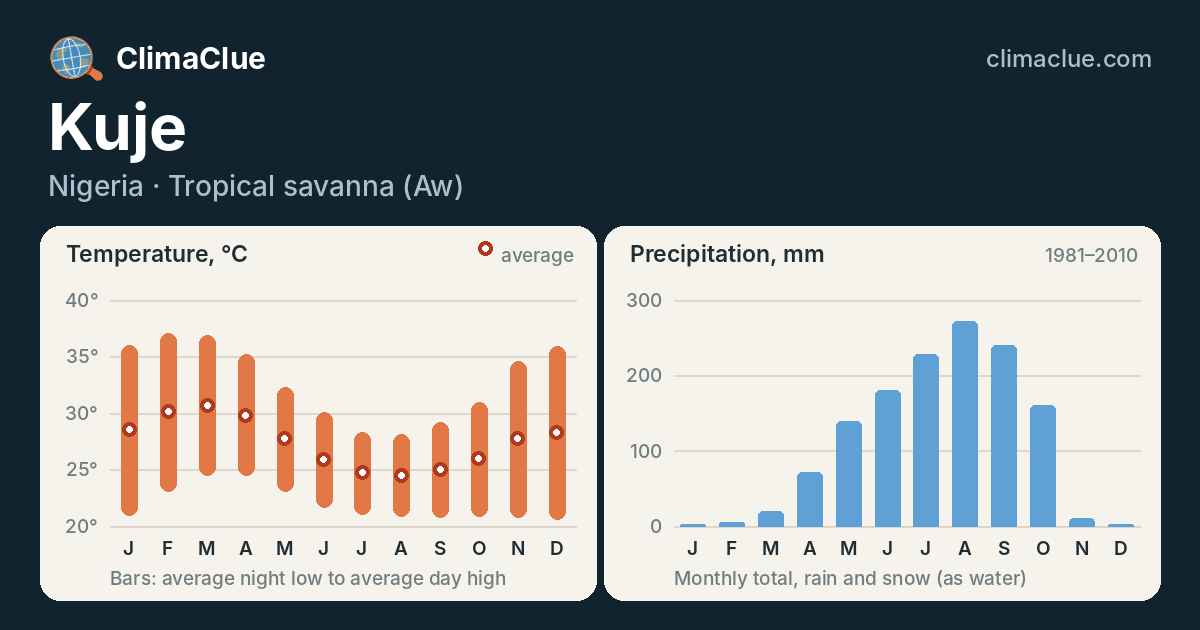 ClimaClue
climaclue.com
Kuje
Nigeria · Tropical savanna (Aw)
Temperature, °C
average
40°
35°
30°
25°
20°
J F M A M J J A S O N D
Bars: average night low to average day high
Precipitation, mm
1981–2010
300
200
100
0
J F M A M J J A S O N D
Monthly total, rain and snow (as water)